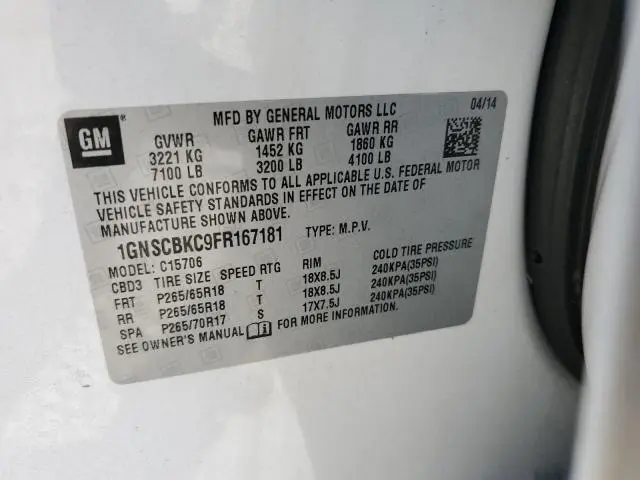 MFD BY GENERAL MOTORS LLC 04/14
GM
GVWR GAWR FRT GAWR RR
3221 KG 1452 KG 1860 KG
7100 LB 3200 LB 4100 LB
THIS VEHICLE CONFORMS TO ALL APPLICABLE U.S. FEDERAL MOTOR
VEHICLE SAFETY STANDARDS IN EFFECT ON THE DATE OF
MANUFACTURE SHOWN ABOVE.
1GNSCBKC9FR167181 TYPE: M.P.V.
MODEL: C15706
CBD3 TIRE SIZE SPEED RTG RIM COLD TIRE PRESSURE
FRT P265/65R18 T 18X8.5J 240KPA(35PSI)
RR P265/65R18 T 18X8.5J 240KPA(35PSI)
SPA P265/70R17 S 17X7.5J 240KPA(35PSI)
SEE OWNER'S MANUAL FOR MORE INFORMATION.